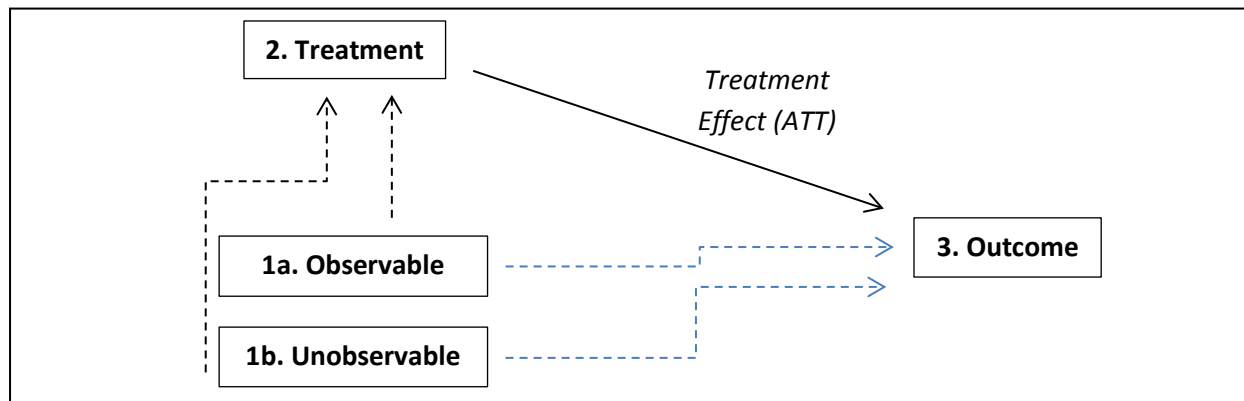 2. Treatment
Treatment
Effect (ATT)
1a. Observable
3. Outcome
1b. Unobservable